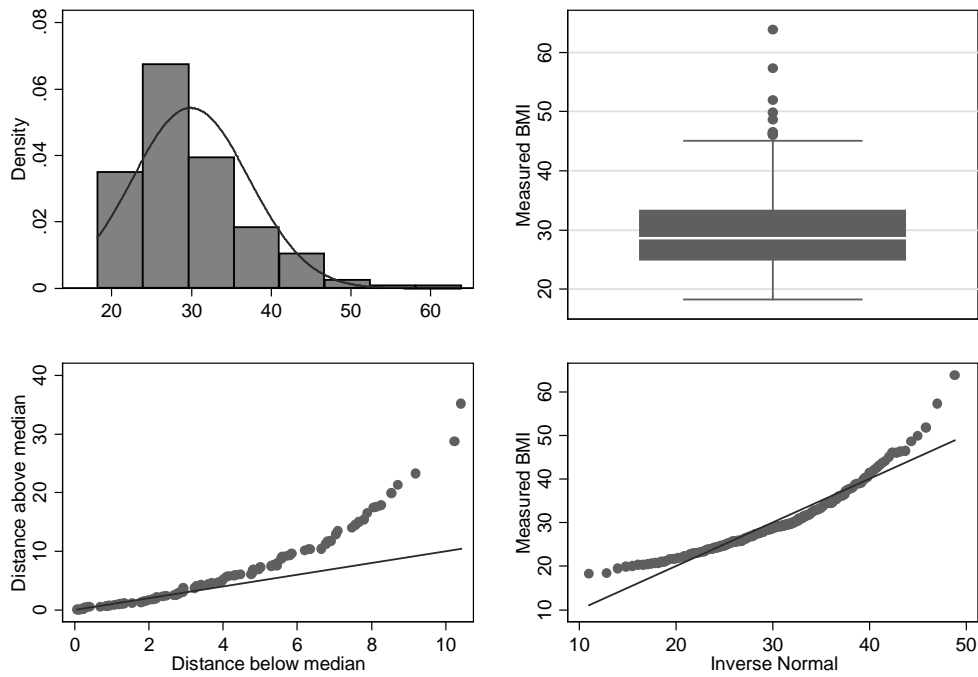 .08
.06
.04
.02
0
Density
20 30 40 50 60
60
50
40
30
20
Measured BMI
40
30
20
10
0
Distance above median
0 2 4 6 8 10
Distance below median
60
50
40
30
20
10
Measured BMI
10 20 30 40 50
Inverse Normal